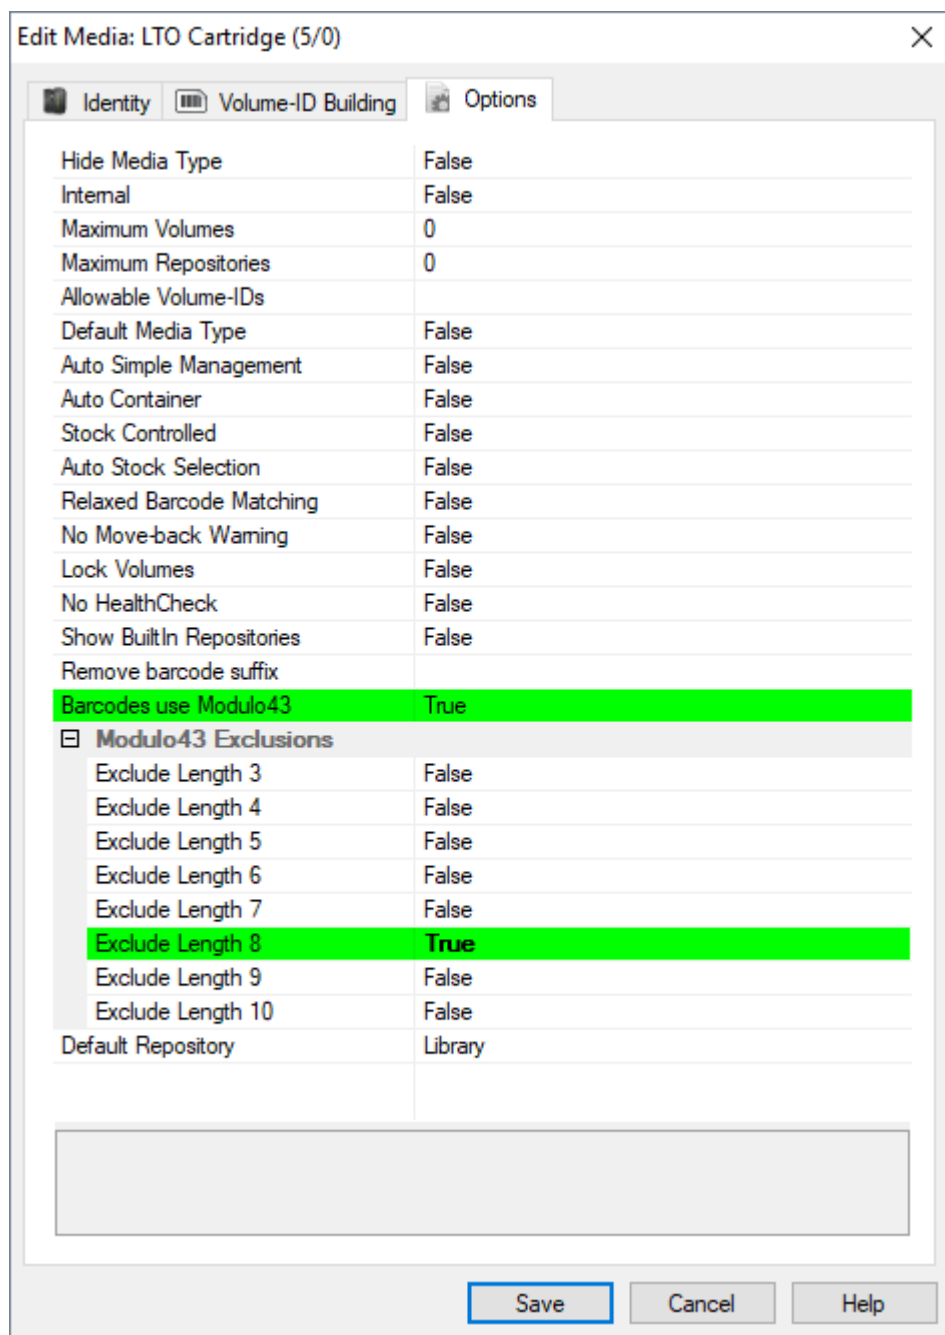 Edit Media: LTO Cartridge (5/0)
Identity Volume-ID Building Options
Hide Media Type False
Internal False
Maximum Volumes 0
Maximum Repositories 0
Allowable Volume-IDs
Default Media Type False
Auto Simple Management False
Auto Container False
Stock Controlled False
Auto Stock Selection False
Relaxed Barcode Matching False
No Move-back Warning False
Lock Volumes False
No HealthCheck False
Show BuiltIn Repositories False
Remove barcode suffix
Barcodes use Modulo43 True
Modulo43 Exclusions
Exclude Length 3 False
Exclude Length 4 False
Exclude Length 5 False
Exclude Length 6 False
Exclude Length 7 False
Exclude Length 8 True
Exclude Length 9 False
Exclude Length 10 False
Default Repository Library
Save Cancel Help